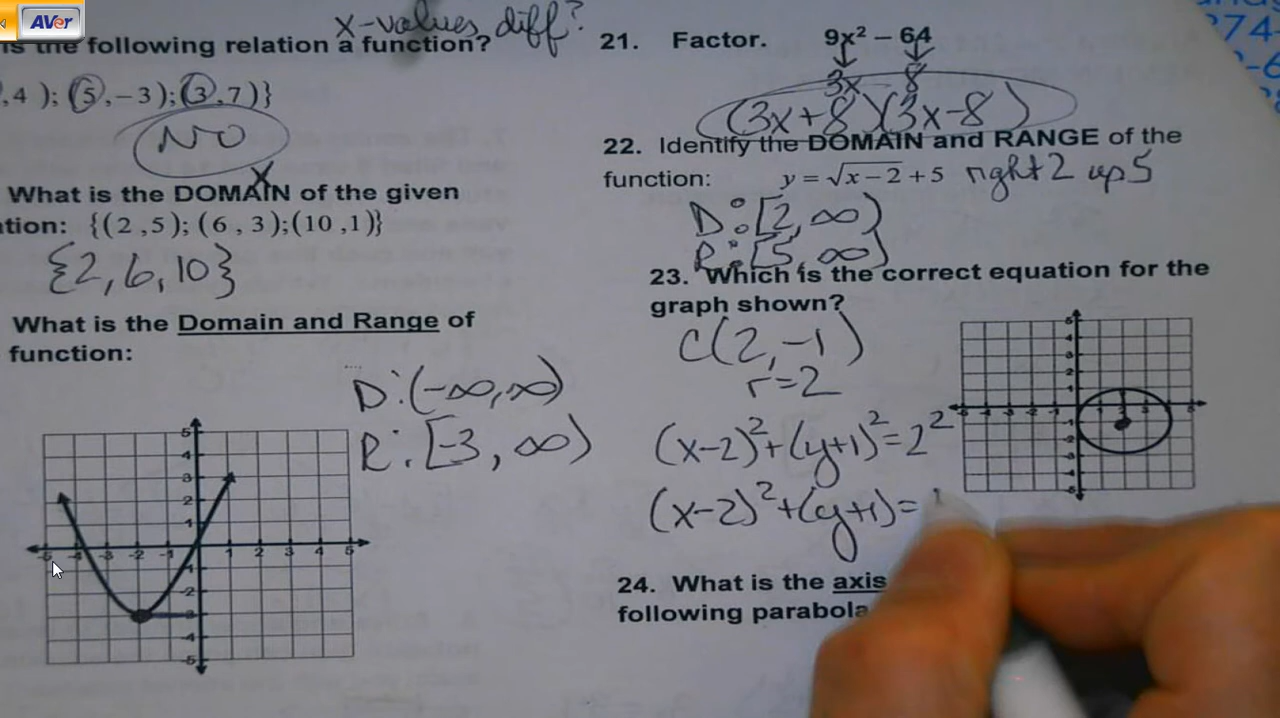 AVer
x-values diff?
is the following relation a function?
,4 ); (5 , −3 ); (3 , 7 )}
NO
x
What is the DOMAIN of the given
tion: {(2 ,5); (6 , 3 );(10 ,1)}
{2, 6, 10}
What is the Domain and Range of
function:
D: (-∞, ∞)
R: [-3, ∞)
21. Factor. 9x² − 64
3x 8
(3x+8)(3x-8)
22. Identify the DOMAIN and RANGE of the
function: y = √x − 2 + 5 right 2 up 5
D: [2, ∞)
R: [5, ∞)
23. Which is the correct equation for the
graph shown?
C(2, -1)
r = 2
(x-2)² + (y+1)² = 2²
(x-2)² + (y+1) =
24. What is the axis
following parabola
74-